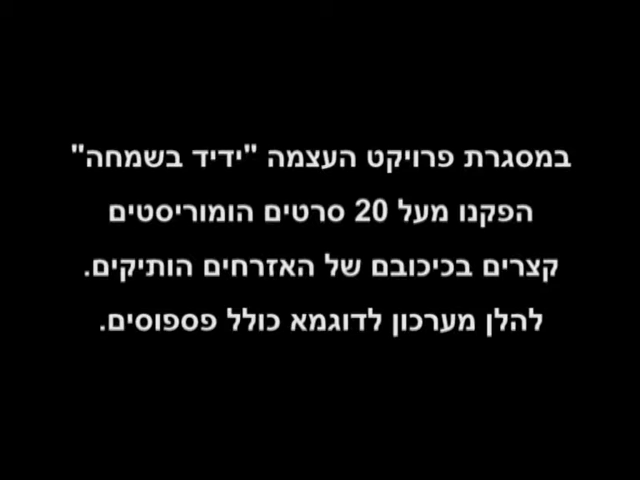 במסגרת פרויקט העצמה "ידיד בשמחה"
הפקנו מעל 20 סרטים הומוריסטים
קצרים בכיכובם של האזרחים הותיקים.
להלן מערכון לדוגמא כולל פספוסים.